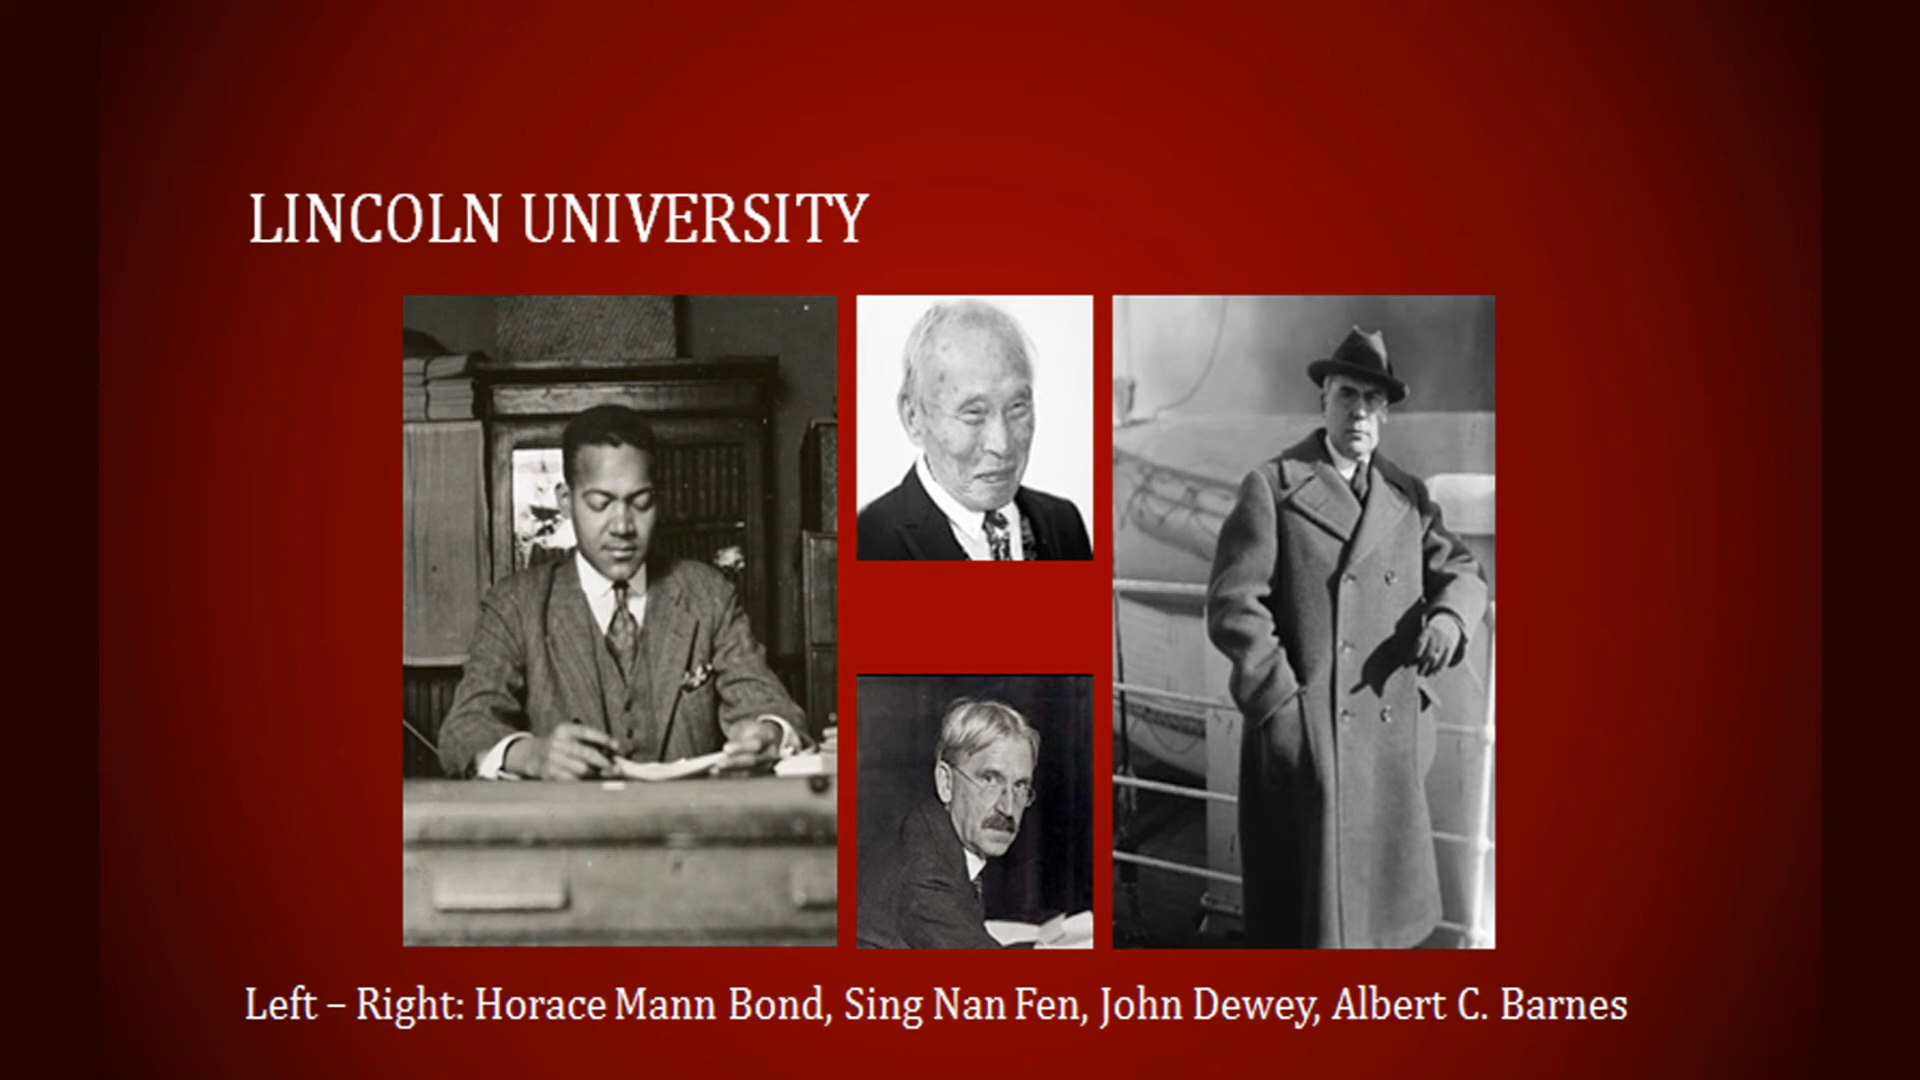 LINCOLN UNIVERSITY
Left – Right: Horace Mann Bond, Sing Nan Fen, John Dewey, Albert C. Barnes